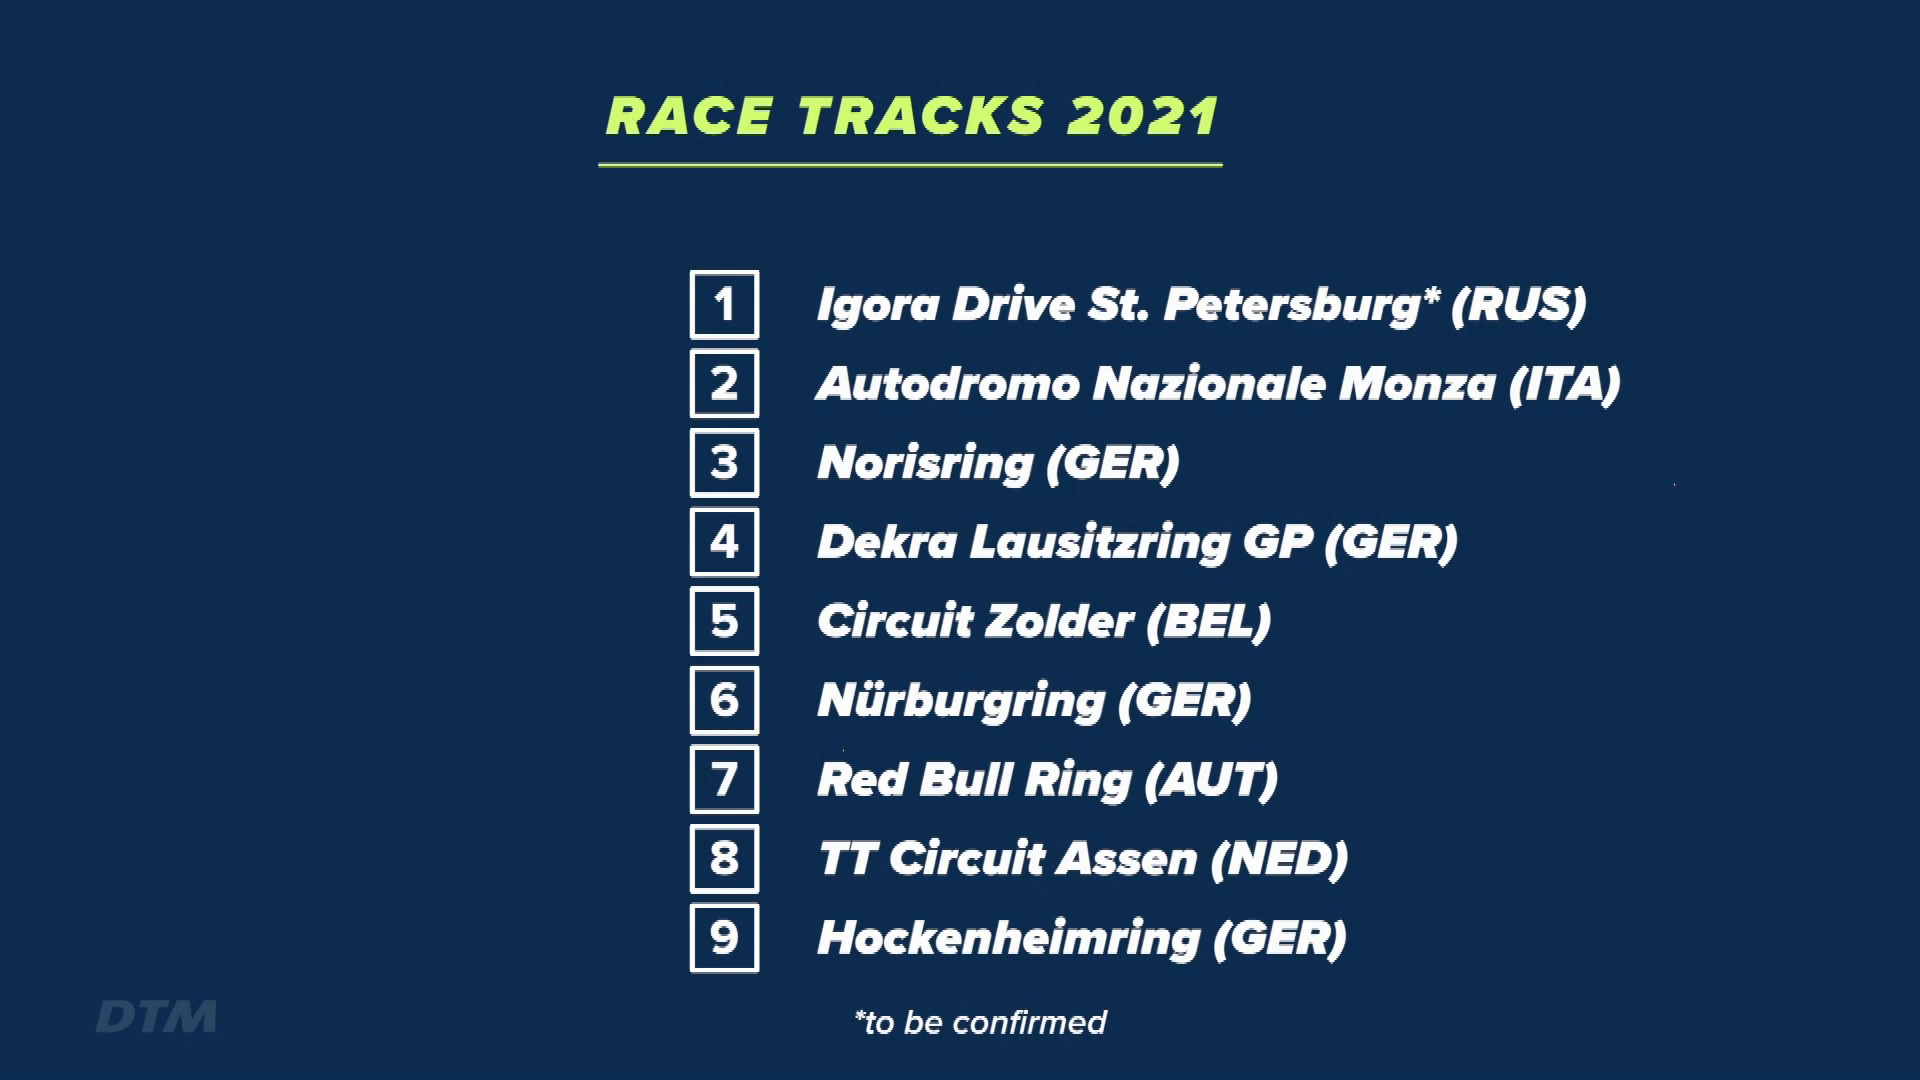 RACE TRACKS 2021
1 Igora Drive St. Petersburg* (RUS)
2 Autodromo Nazionale Monza (ITA)
3 Norisring (GER)
4 Dekra Lausitzring GP (GER)
5 Circuit Zolder (BEL)
6 Nürburgring (GER)
7 Red Bull Ring (AUT)
8 TT Circuit Assen (NED)
9 Hockenheimring (GER)
*to be confirmed
DTM